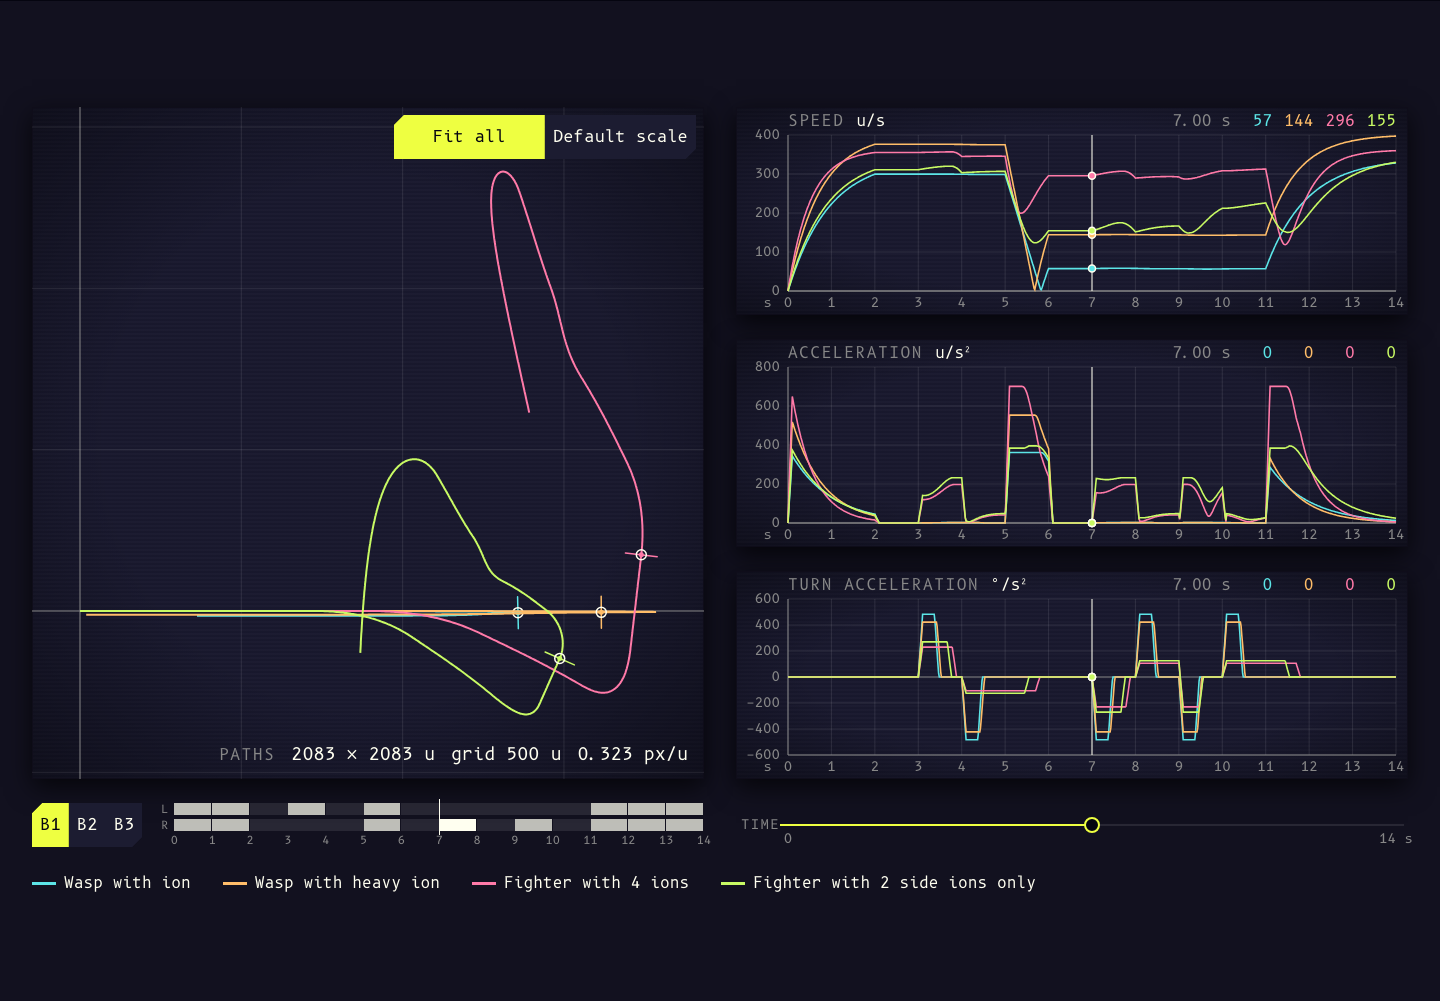 Fit all Default scale
PATHS 2083 × 2083 u grid 500 u 0.323 px/u
SPEED u/s 7.00 s 57 144 296 155
400
300
200
100
0
s 0 1 2 3 4 5 6 7 8 9 10 11 12 13 14
ACCELERATION u/s² 7.00 s 0 0 0 0
800
600
400
200
0
s 0 1 2 3 4 5 6 7 8 9 10 11 12 13 14
TURN ACCELERATION °/s² 7.00 s 0 0 0 0
600
400
200
0
−200
−400
−600
s 0 1 2 3 4 5 6 7 8 9 10 11 12 13 14
B1 B2 B3
L
R
0 1 2 3 4 5 6 7 8 9 10 11 12 13 14
TIME
0 14 s
Wasp with ion Wasp with heavy ion Fighter with 4 ions Fighter with 2 side ions only